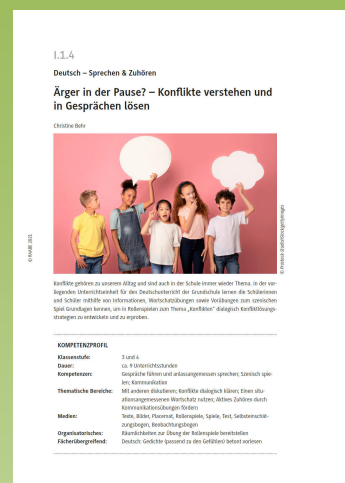 I.1.4
Deutsch – Sprechen & Zuhören
Ärger in der Pause? – Konflikte verstehen und
in Gesprächen lösen
Christine Behr
© RAABE 2021
Konflikte gehören zu unserem Alltag und sind auch in der Schule immer wieder Thema. In der vor-
liegenden Unterrichtseinheit für den Deutschunterricht der Grundschule lernen die Schülerinnen
und Schüler mithilfe von Informationen, Wortschatzübungen sowie Vorübungen zum szenischen
Spiel Grundlagen kennen, um in Rollenspielen zum Thema „Konflikten“ dialogisch Konfliktlösungs-
strategien zu entwickeln und zu erproben.
KOMPETENZPROFIL
Klassenstufe: 3 und 4
Dauer: ca. 9 Unterrichtsstunden
Kompetenzen: Gespräche führen und anlassangemessen sprechen; Szenisch spie-
len; Kommunikation
Thematische Bereiche: Mit anderen diskutieren; Konflikte dialogisch klären; Einen situ-
ationsangemessenen Wortschatz nutzen; Aktives Zuhören durch
Kommunikationsübungen fördern
Medien: Texte, Bilder, Placemat, Rollenspiele, Spiele, Test, Selbsteinschät-
zungsbogen, Beobachtungsbogen
Organisatorisches: Räumlichkeiten zur Übung der Rollenspiele bereitstellen
Fächerübergreifend: Deutsch: Gedichte (passend zu den Gefühlen) betont vorlesen